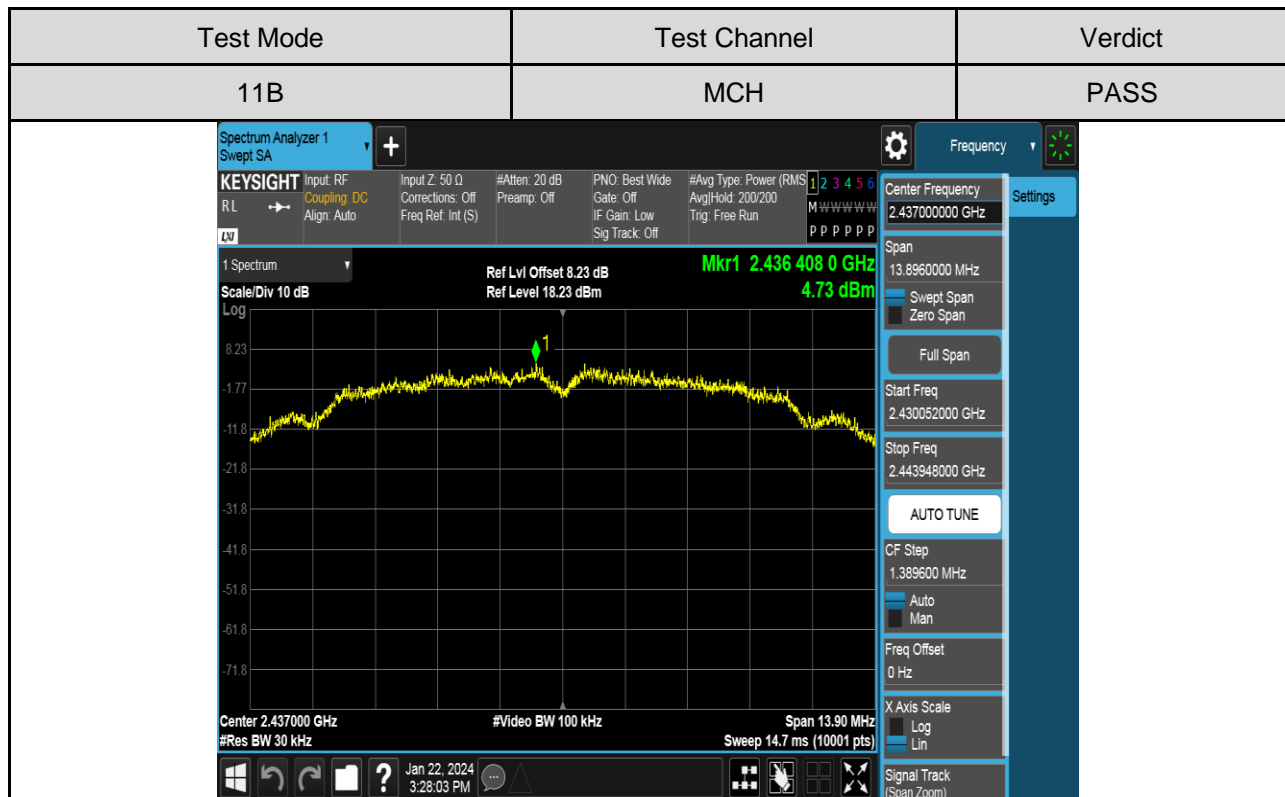 Test Mode Test Channel Verdict
11B MCH PASS
Spectrum Analyzer 1
Swept SA
Frequency
KEYSIGHT
RL
LXI
Input: RF
Coupling: DC
Align: Auto
Input Z: 50 Ω
Corrections: Off
Freq Ref: Int (S)
#Atten: 20 dB
Preamp: Off
PNO: Best Wide
Gate: Off
IF Gain: Low
Sig Track: Off
#Avg Type: Power (RMS
Avg|Hold: 200/200
Trig: Free Run
1 2 3 4 5 6
M W W W W W
P P P P P P
1 Spectrum
Scale/Div 10 dB
Log
Ref Lvl Offset 8.23 dB
Ref Level 18.23 dBm
Mkr1 2.436 408 0 GHz
4.73 dBm
1
8.23
-1.77
-11.8
-21.8
-31.8
-41.8
-51.8
-61.8
-71.8
Center 2.437000 GHz
#Res BW 30 kHz
#Video BW 100 kHz
Span 13.90 MHz
Sweep 14.7 ms (10001 pts)
?
Jan 22, 2024
3:28:03 PM
Center Frequency
2.437000000 GHz
Span
13.8960000 MHz
Swept Span
Zero Span
Full Span
Start Freq
2.430052000 GHz
Stop Freq
2.443948000 GHz
AUTO TUNE
CF Step
1.389600 MHz
Auto
Man
Freq Offset
0 Hz
X Axis Scale
Log
Lin
Signal Track
(Span Zoom)
Settings